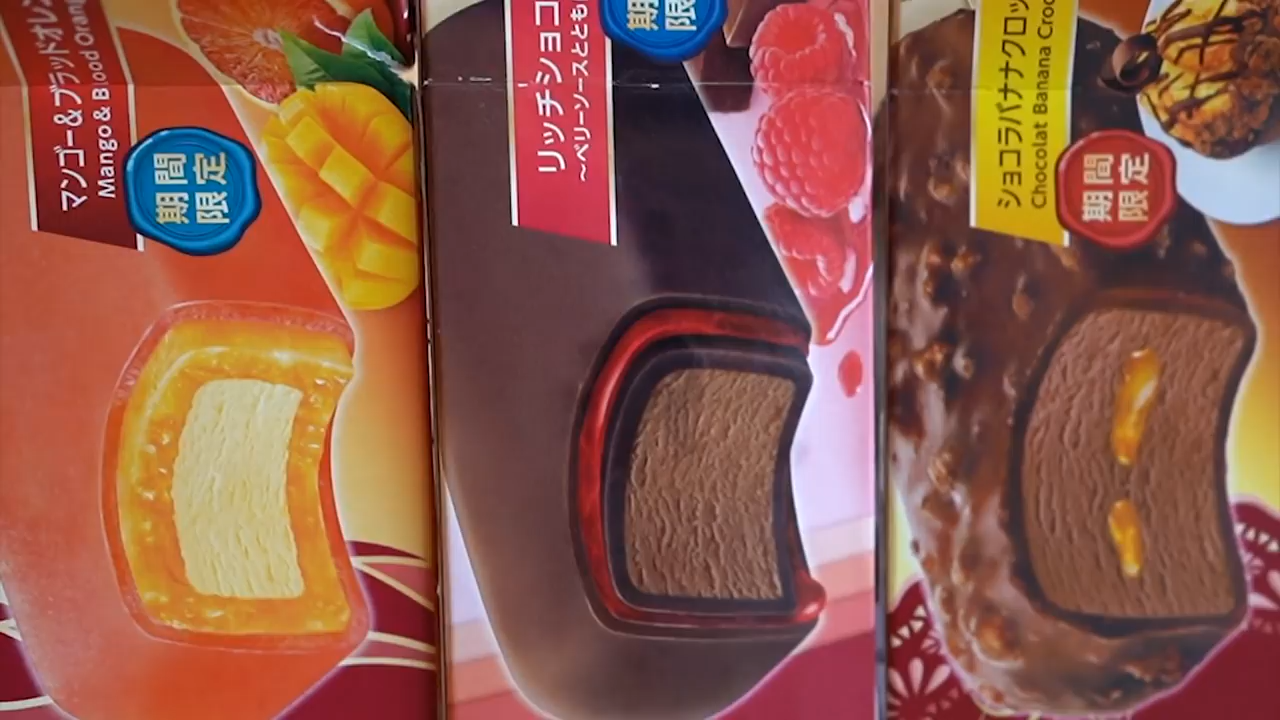 マンゴー&ブラッドオレン
Mango & Blood Orang
期間
限定
リッチショコ
～ベリーソースととも
期
限
ショコラバナナクロッ
Chocolat Banana Croc
期間
限定